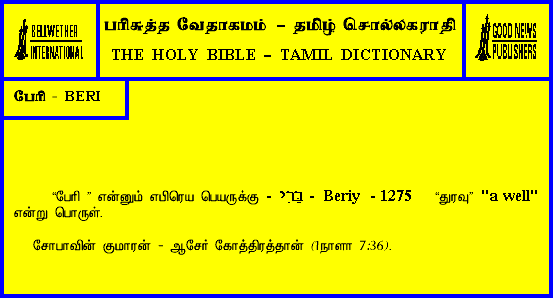 BELLWETHER
INTERNATIONAL
பரிசுத்த வேதாகமம் – தமிழ் சொல்லகராதி
THE HOLY BIBLE – TAMIL DICTIONARY
GOOD NEWS
PUBLISHERS
பேரி - BERI
“பேரி ” என்னும் எபிரெய பெயருக்கு - בֵּרִי - Beriy - 1275 “துரவு” "a well"
என்று பொருள்.
சோபாவின் குமாரன் - ஆசேர் கோத்திரத்தான் (1நாளா 7:36).